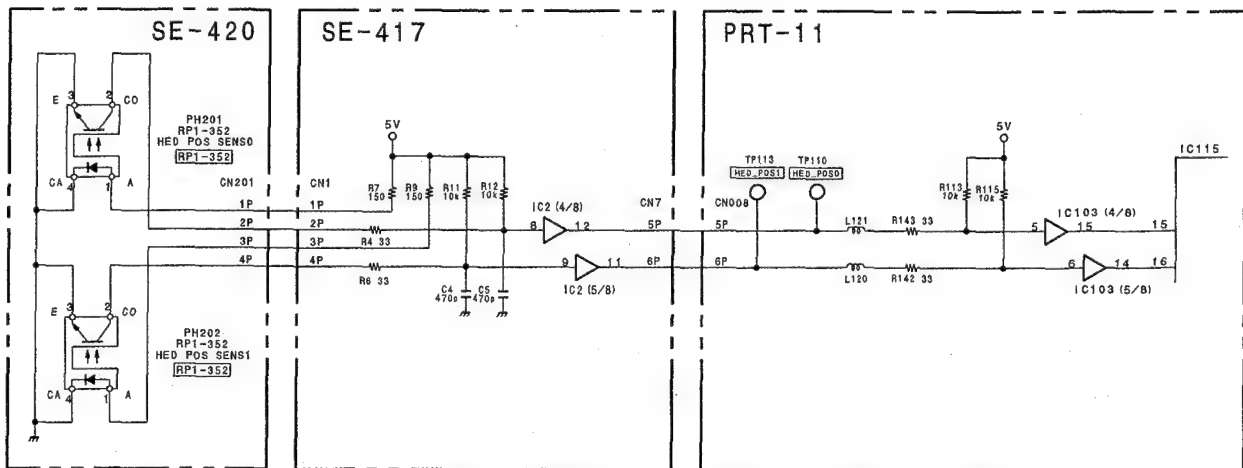 SE-420
E 3 2 CO
PH201
RP1-352
HED POS SENS0
RP1-352
CA 4 1 A
CN201
1P
2P
3P
4P
E 3 2 CO
PH202
RP1-352
HED POS SENS1
RP1-352
CA 4 1 A
SE-417
5V
CN1
R7 150
R9 150
R11 10k
R12 10k
1P
2P
3P
4P
R4 33
R6 33
IC2 (4/8)
8 12
9 11
IC2 (5/8)
C4 470p
C5 470p
CN7
5P
6P
PRT-11
5V
IC115
TP113
HED_POS1
TP110
HED_POS0
CN008
5P
6P
L121
R143 33
L120
R142 33
R113 10k
R115 10k
IC103 (4/8)
5 15 15
6 14 16
IC103 (5/8)